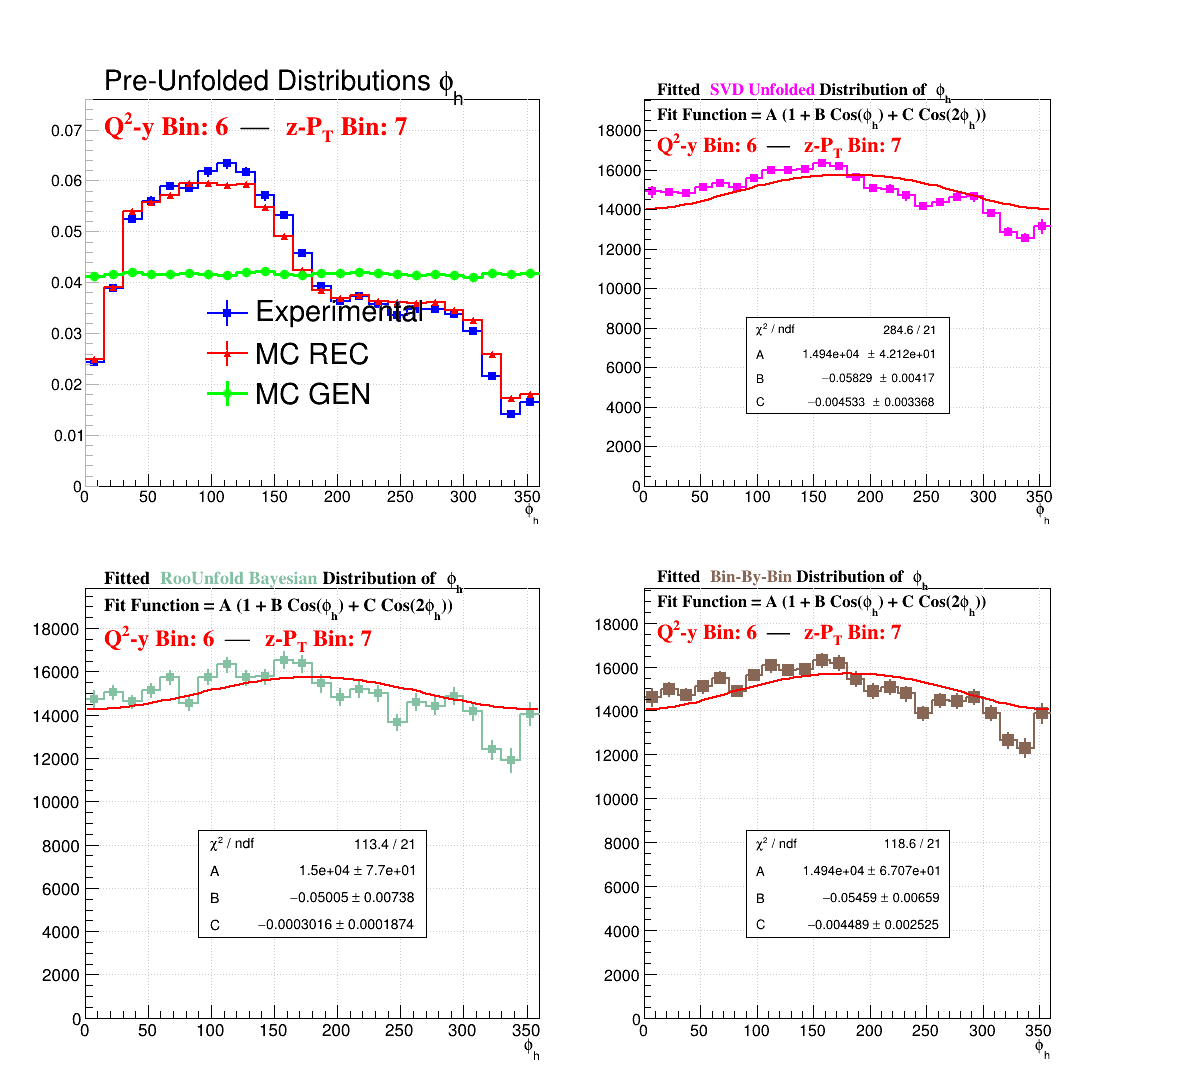 Pre-Unfolded Distributions ϕh
Q2-y Bin: 6 — z-PT Bin: 7
0.07
0.06
0.05
0.04
0.03
0.02
0.01
0
Experimental
MC REC
MC GEN
0 50 100 150 200 250 300 350
ϕh
Fitted SVD Unfolded Distribution of ϕh
Fit Function = A (1 + B Cos(ϕh) + C Cos(2ϕh))
Q2-y Bin: 6 — z-PT Bin: 7
18000
16000
14000
12000
10000
8000
6000
4000
2000
0
χ2 / ndf 284.6 / 21
A 1.494e+04 ± 4.212e+01
B −0.05829 ± 0.00417
C −0.004533 ± 0.003368
0 50 100 150 200 250 300 350
ϕh
Fitted RooUnfold Bayesian Distribution of ϕh
Fit Function = A (1 + B Cos(ϕh) + C Cos(2ϕh))
Q2-y Bin: 6 — z-PT Bin: 7
18000
16000
14000
12000
10000
8000
6000
4000
2000
0
χ2 / ndf 113.4 / 21
A 1.5e+04 ± 7.7e+01
B −0.05005 ± 0.00738
C −0.0003016 ± 0.0001874
0 50 100 150 200 250 300 350
ϕh
Fitted Bin-By-Bin Distribution of ϕh
Fit Function = A (1 + B Cos(ϕh) + C Cos(2ϕh))
Q2-y Bin: 6 — z-PT Bin: 7
18000
16000
14000
12000
10000
8000
6000
4000
2000
0
χ2 / ndf 118.6 / 21
A 1.494e+04 ± 6.707e+01
B −0.05459 ± 0.00659
C −0.004489 ± 0.002525
0 50 100 150 200 250 300 350
ϕh